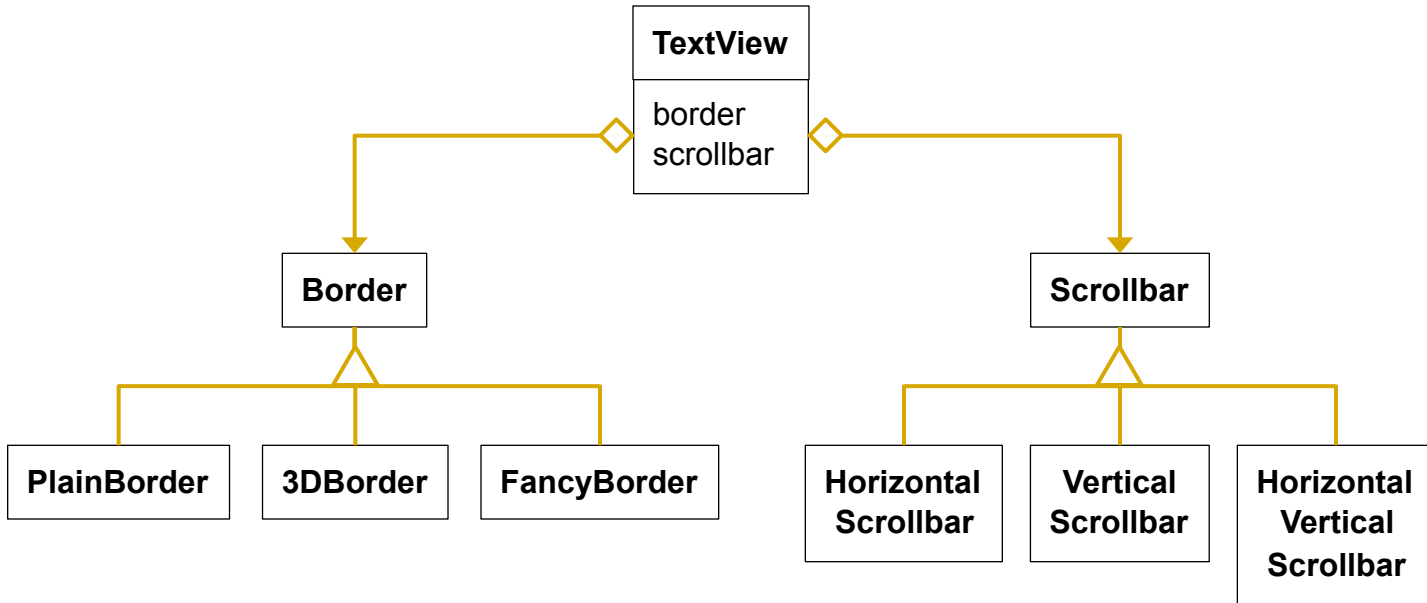 TextView
border
scrollbar
Border
Scrollbar
PlainBorder
3DBorder
FancyBorder
Horizontal
Scrollbar
Vertical
Scrollbar
Horizontal
Vertical
Scrollbar